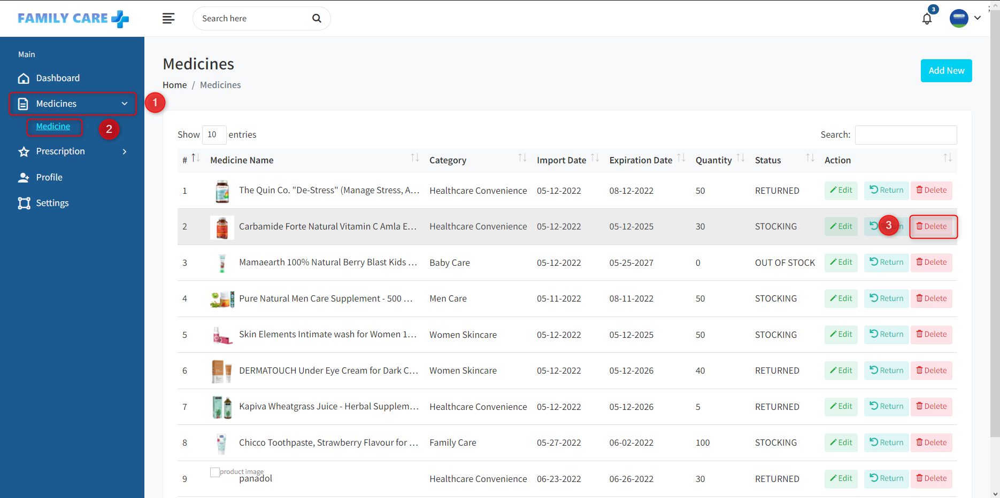 FAMILY CARE
Search here
3
Main
Dashboard
Medicines
1
Medicine
2
Prescription
Profile
Settings
Medicines
Home / Medicines
Add New
Show 10 entries
Search:
# Medicine Name Category Import Date Expiration Date Quantity Status Action
1 The Quin Co. "De-Stress" (Manage Stress, A... Healthcare Convenience 05-12-2022 08-12-2022 50 RETURNED Edit Return Delete
2 Carbamide Forte Natural Vitamin C Amla E... Healthcare Convenience 05-12-2022 05-12-2025 30 STOCKING Edit 3 Delete
3 Mamaearth 100% Natural Berry Blast Kids ... Baby Care 05-12-2022 05-25-2027 0 OUT OF STOCK Edit Return Delete
4 Pure Natural Men Care Supplement - 500 ... Men Care 05-11-2022 08-11-2022 50 STOCKING Edit Return Delete
5 Skin Elements Intimate wash for Women 1... Women Skincare 05-12-2022 05-12-2025 50 STOCKING Edit Return Delete
6 DERMATOUCH Under Eye Cream for Dark C... Women Skincare 05-12-2022 05-12-2026 40 RETURNED Edit Return Delete
7 Kapiva Wheatgrass Juice - Herbal Supplem... Healthcare Convenience 05-12-2022 05-12-2026 5 RETURNED Edit Return Delete
8 Chicco Toothpaste, Strawberry Flavour for ... Family Care 05-27-2022 06-02-2022 100 STOCKING Edit Return Delete
product image
9 panadol Healthcare Convenience 06-23-2022 06-26-2022 30 RETURNED Edit Return Delete